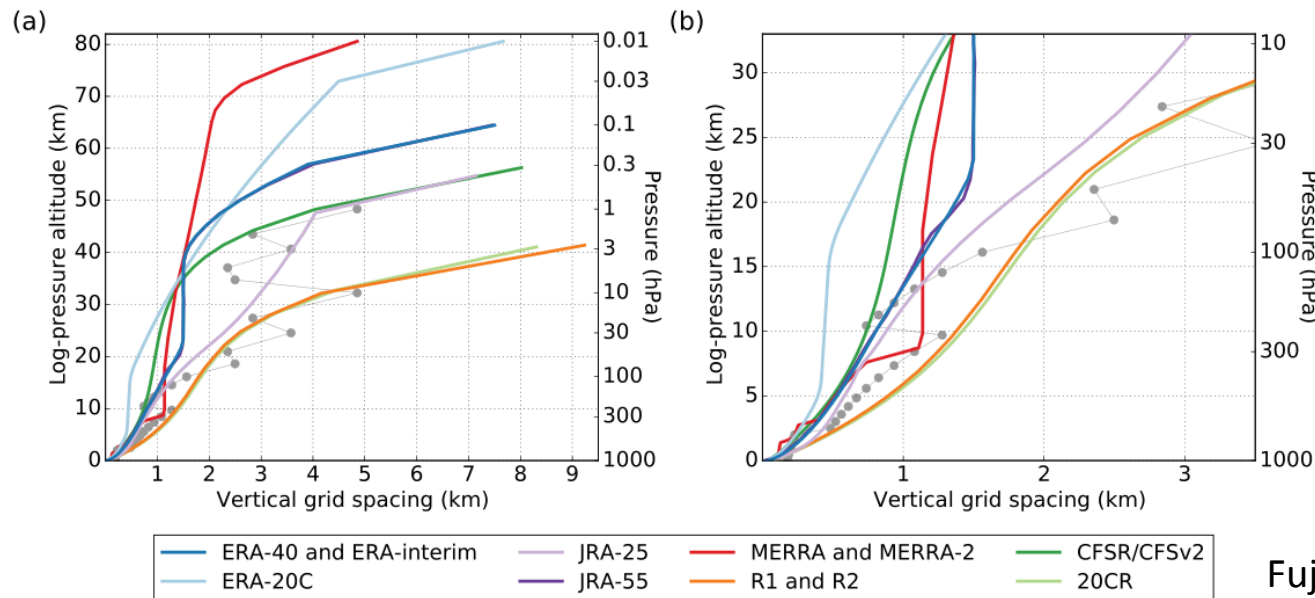 (a)
(b)
80
70
60
50
40
30
20
10
0
Log-pressure altitude (km)
0.01
0.03
0.1
0.3
1
3
10
30
100
300
1000
Pressure (hPa)
1 2 3 4 5 6 7 8 9
Vertical grid spacing (km)
30
25
20
15
10
5
0
Log-pressure altitude (km)
10
30
100
300
1000
Pressure (hPa)
1 2 3
Vertical grid spacing (km)
ERA-40 and ERA-interim JRA-25 MERRA and MERRA-2 CFSR/CFSv2
ERA-20C JRA-55 R1 and R2 20CR
Fuj